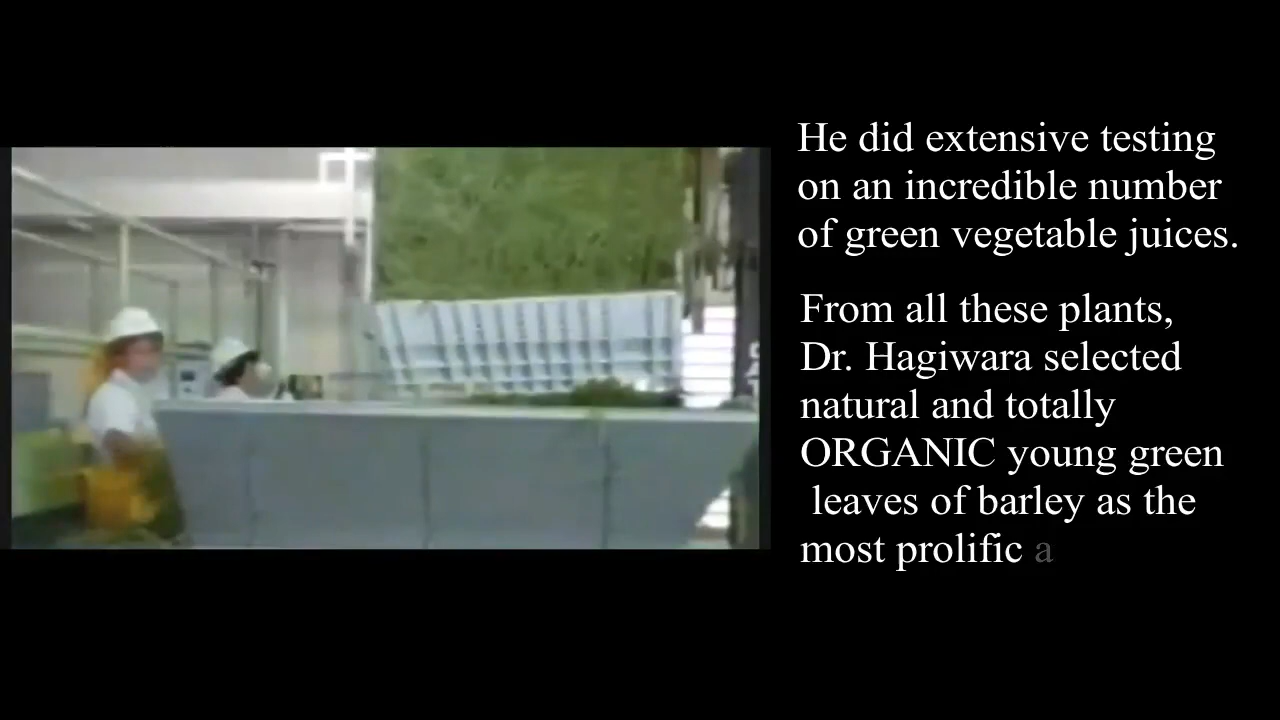 He did extensive testing
on an incredible number
of green vegetable juices.
From all these plants,
Dr. Hagiwara selected
natural and totally
ORGANIC young green
leaves of barley as the
most prolific a